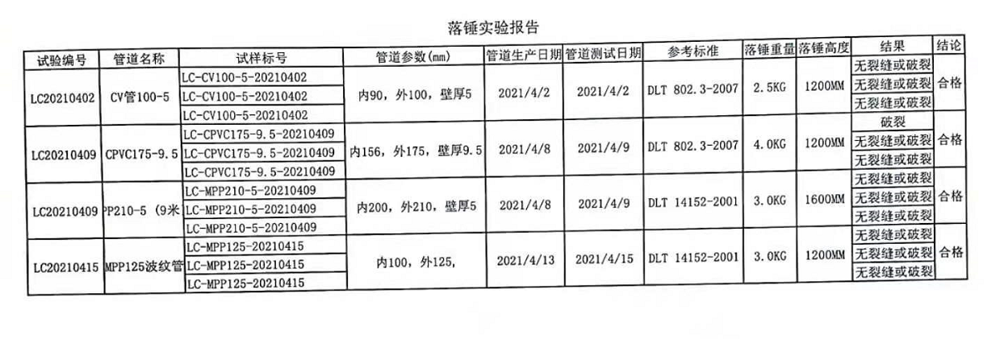 落锤实验报告
试验编号 管道名称 试样标号 管道参数(mm) 管道生产日期 管道测试日期 参考标准 落锤重量 落锤高度 结果 结论
LC20210402 CV管100-5 LC-CV100-5-20210402 内90，外100，壁厚5 2021/4/2 2021/4/2 DLT 802.3-2007 2.5KG 1200MM 无裂缝或破裂 合格
LC-CV100-5-20210402 无裂缝或破裂
LC-CV100-5-20210402 无裂缝或破裂
LC20210409 CPVC175-9.5 LC-CPVC175-9.5-20210409 内156，外175，壁厚9.5 2021/4/8 2021/4/9 DLT 802.3-2007 4.0KG 1200MM 破裂 合格
LC-CPVC175-9.5-20210409 无裂缝或破裂
LC-CPVC175-9.5-20210409 无裂缝或破裂
LC20210409 PP210-5（9米 LC-MPP210-5-20210409 内200，外210，壁厚5 2021/4/8 2021/4/9 DLT 14152-2001 3.0KG 1600MM 无裂缝或破裂 合格
LC-MPP210-5-20210409 无裂缝或破裂
LC-MPP210-5-20210409 无裂缝或破裂
LC20210415 MPP125波纹管 LC-MPP125-20210415 内100，外125, 2021/4/13 2021/4/15 DLT 14152-2001 3.0KG 1200MM 无裂缝或破裂 合格
LC-MPP125-20210415 无裂缝或破裂
LC-MPP125-20210415 无裂缝或破裂